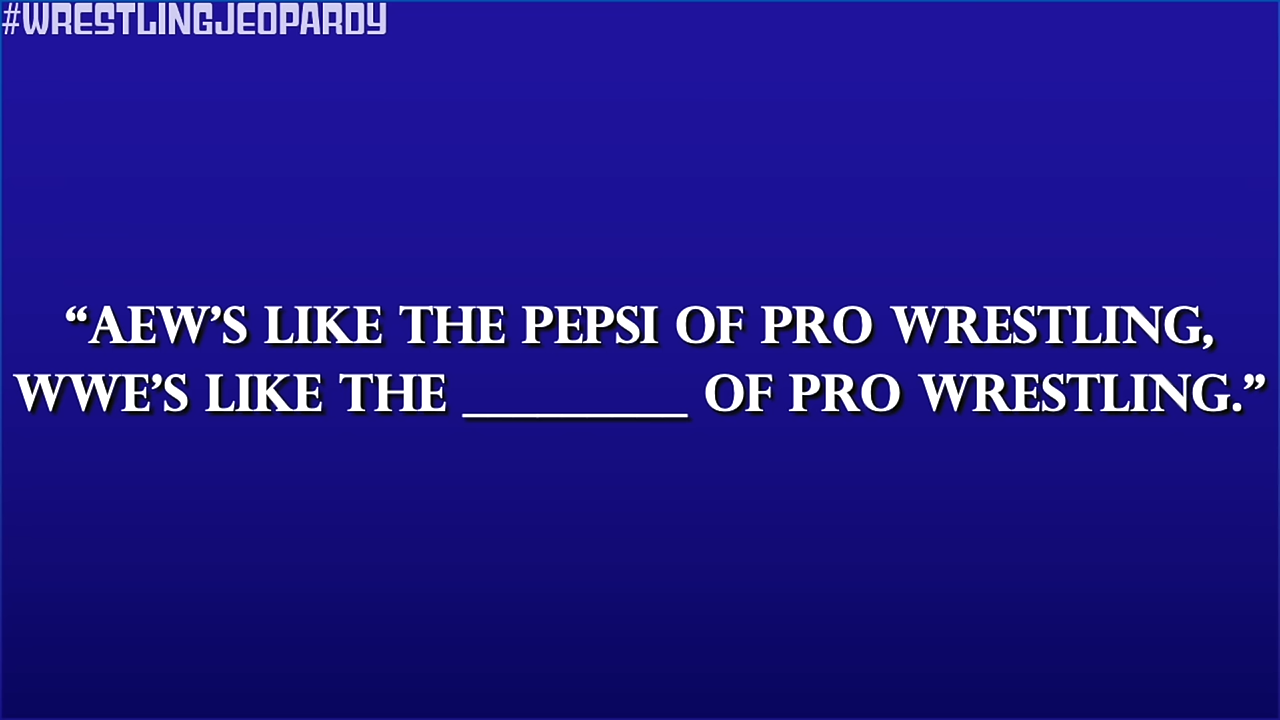 #WRESTLINGJEOPARDY
“AEW’S LIKE THE PEPSI OF PRO WRESTLING,
WWE’S LIKE THE ________ OF PRO WRESTLING.”